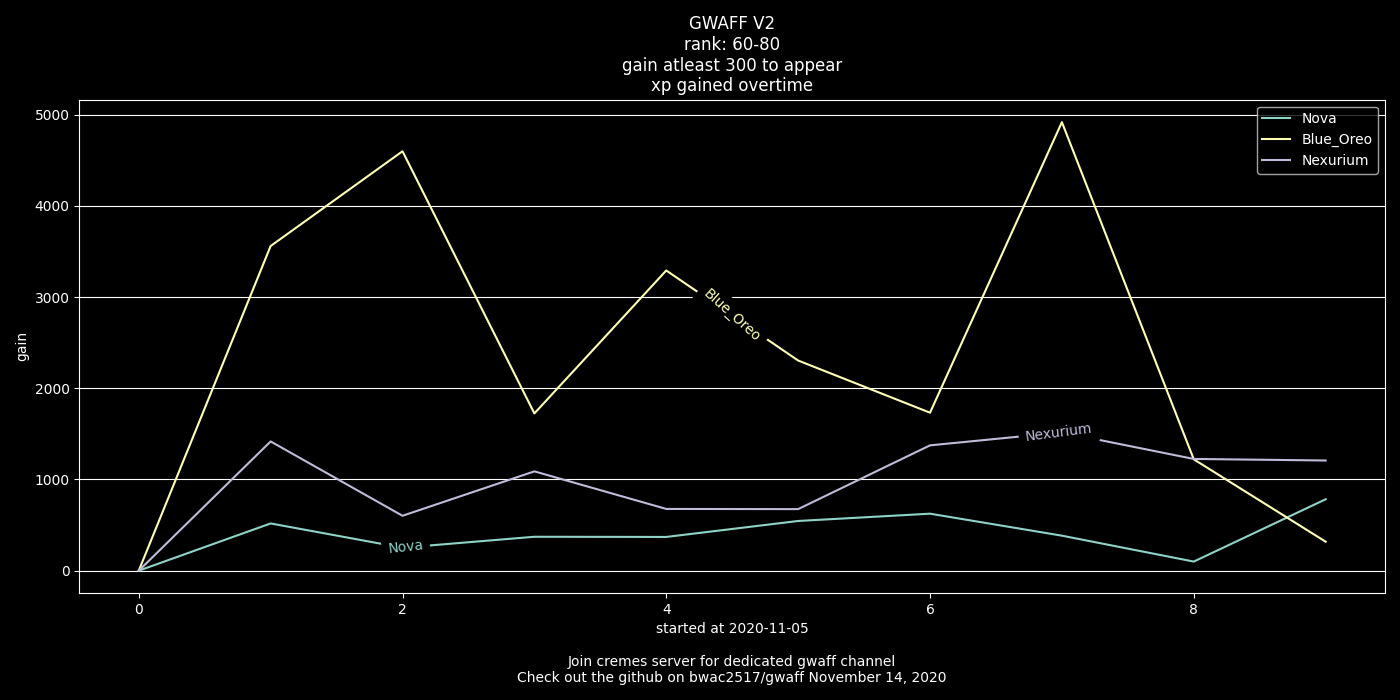 GWAFF V2
rank: 60-80
gain atleast 300 to appear
xp gained overtime
5000
4000
3000
2000
1000
0
gain
Nova
Blue_Oreo
Nexurium
Blue_Oreo
Nexurium
Nova
0 2 4 6 8
started at 2020-11-05
Join cremes server for dedicated gwaff channel
Check out the github on bwac2517/gwaff November 14, 2020